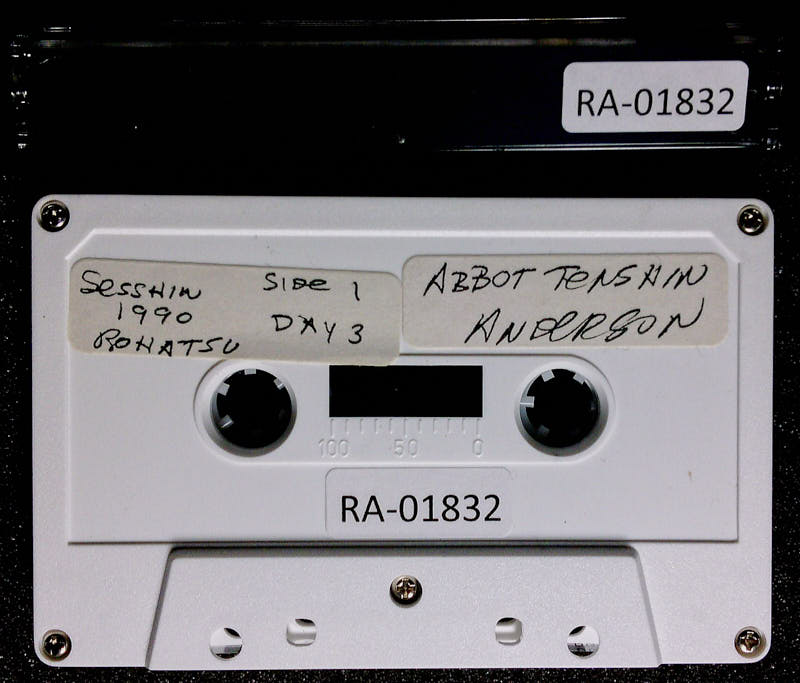 RA-01832
SESSHIN SIDE 1
1990 DAY 3
ROHATSU
ABBOT TENSHIN
ANDERSON
100 50 0
RA-01832